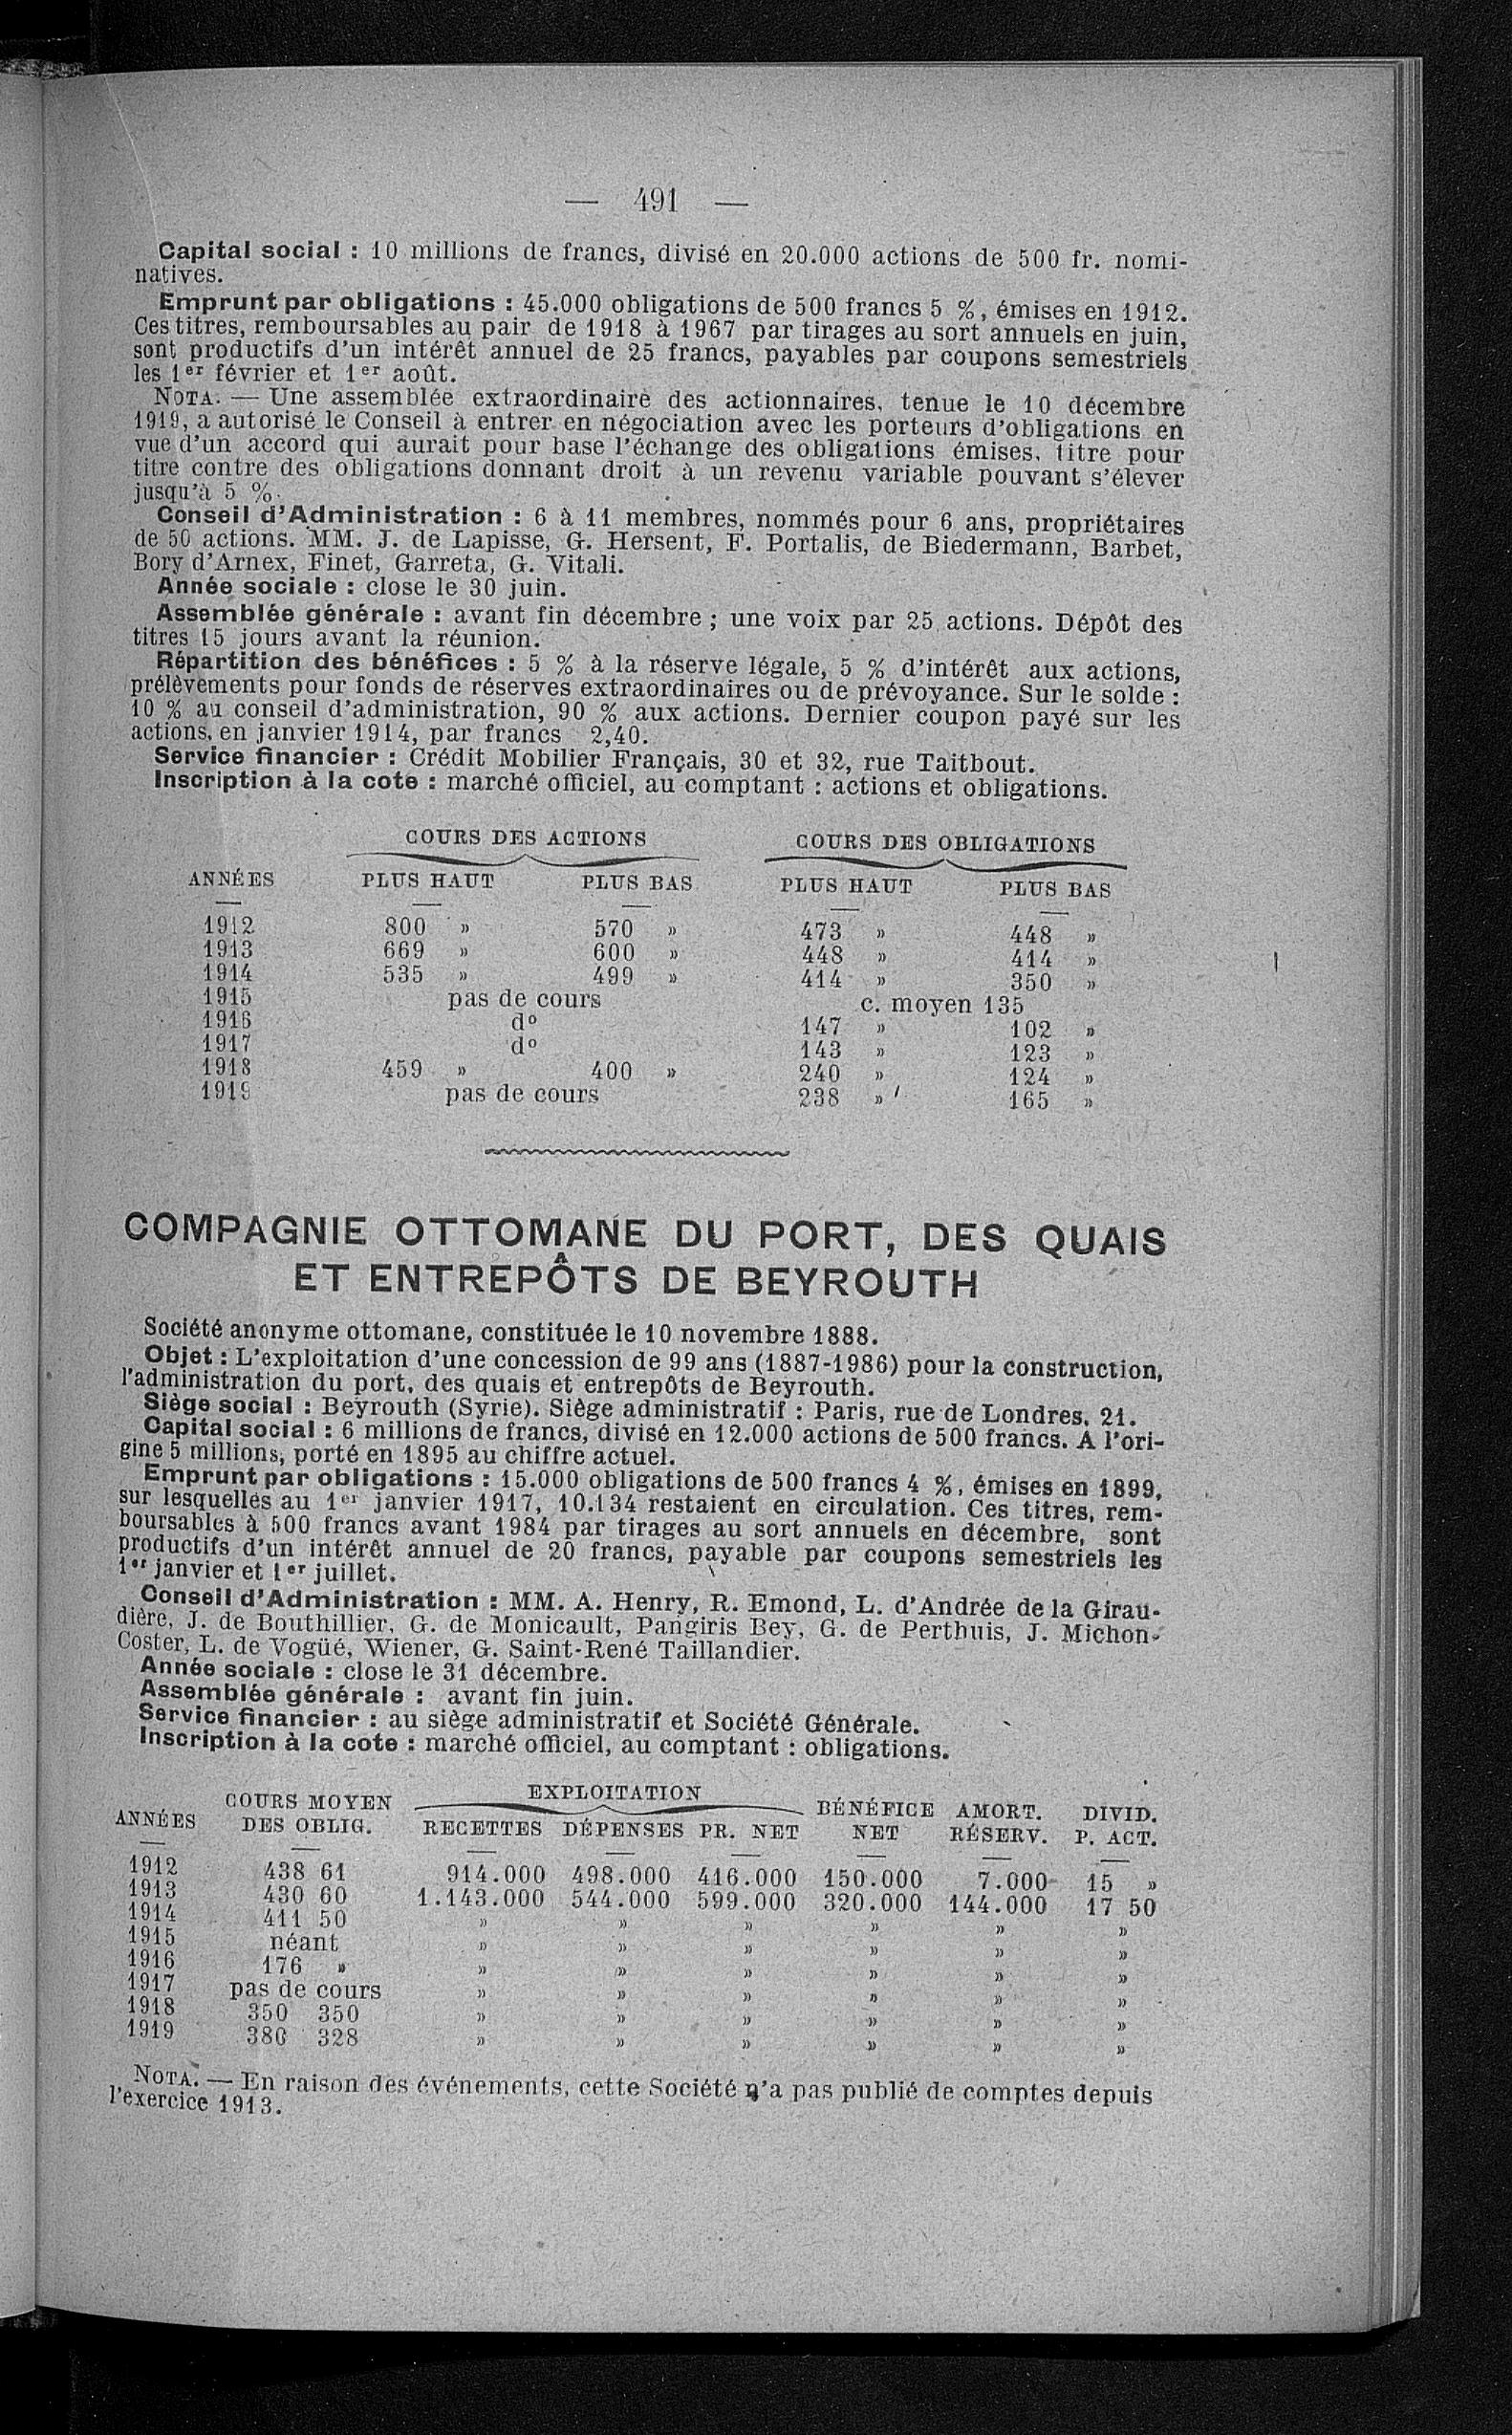 — 491 —
Capital social : 10 millions de francs, divisé en 20.000 actions de 500 fr. nomi-
natives.
Emprunt par obligations : 45.000 obligations de 500 francs 5 %, émises en 1912.
Ces titres, remboursables au pair de 1918 à 1967 par tirages au sort annuels en juin,
sont productifs d'un intérêt annuel de 25 francs, payables par coupons semestriels
les 1er février et 1er août.
NOTA. — Une assemblée extraordinaire des actionnaires, tenue le 10 décembre
1919, a autorisé le Conseil à entrer en négociation avec les porteurs d'obligations en
vue d'un accord qui aurait pour base l'échange des obligations émises, titre pour
titre contre des obligations donnant droit à un revenu variable pouvant s'élever
jusqu'à 5 %.
Conseil d'Administration : 6 à 11 membres, nommés pour 6 ans, propriétaires
de 50 actions. MM. J. de Lapisse, G. Hersent, F. Portalis, de Biedermann, Barbet,
Bory d'Arnex, Finet, Garreta, G. Vitali.
Année sociale : close le 30 juin.
Assemblée générale : avant fin décembre ; une voix par 25 actions. Dépôt des
titres 15 jours avant la réunion.
Répartition des bénéfices : 5 % à la réserve légale, 5 % d'intérêt aux actions,
prélèvements pour fonds de réserves extraordinaires ou de prévoyance. Sur le solde :
10 % au conseil d'administration, 90 % aux actions. Dernier coupon payé sur les
actions, en janvier 1914, par francs 2,40.
Service financier : Crédit Mobilier Français, 30 et 32, rue Taitbout.
Inscription à la cote : marché officiel, au comptant : actions et obligations.
COURS DES ACTIONS COURS DES OBLIGATIONS
ANNÉES PLUS HAUT PLUS BAS PLUS HAUT PLUS BAS
1912 800 » 570 » 473 » 448 »
1913 669 » 600 » 448 » 414 »
1914 535 » 499 » 414 » 350 »
1915 pas de cours c. moyen 135
1916 do 147 » 102 »
1917 do 143 » 123 »
1918 459 » 400 » 240 » 124 »
1919 pas de cours 238 » 165 »
COMPAGNIE OTTOMANE DU PORT, DES QUAIS
ET ENTREPÔTS DE BEYROUTH
Société anonyme ottomane, constituée le 10 novembre 1888.
Objet : L'exploitation d'une concession de 99 ans (1887-1986) pour la construction,
l'administration du port, des quais et entrepôts de Beyrouth.
Siège social : Beyrouth (Syrie). Siège administratif : Paris, rue de Londres, 21.
Capital social : 6 millions de francs, divisé en 12.000 actions de 500 francs. A l'ori-
gine 5 millions, porté en 1895 au chiffre actuel.
Emprunt par obligations : 15.000 obligations de 500 francs 4 %, émises en 1899,
sur lesquelles au 1er janvier 1917, 10.134 restaient en circulation. Ces titres, rem-
boursables à 500 francs avant 1984 par tirages au sort annuels en décembre, sont
productifs d'un intérêt annuel de 20 francs, payable par coupons semestriels les
1er janvier et 1er juillet.
Conseil d'Administration : MM. A. Henry, R. Emond, L. d'Andrée de la Girau-
dière, J. de Bouthillier, G. de Monicault, Pangiris Bey, G. de Perthuis, J. Michon-
Coster, L. de Vogüé, Wiener, G. Saint-René Taillandier.
Année sociale : close le 31 décembre.
Assemblée générale : avant fin juin.
Service financier : au siège administratif et Société Générale.
Inscription à la cote : marché officiel, au comptant : obligations.
COURS MOYEN EXPLOITATION BÉNÉFICE AMORT. DIVID.
ANNÉES DES OBLIG. RECETTES DÉPENSES PR. NET NET RÉSERV. P. ACT.
1912 438 61 914.000 498.000 416.000 150.000 7.000 15 »
1913 430 60 1.143.000 544.000 599.000 320.000 144.000 17 50
1914 411 50 » » » » » »
1915 néant » » » » » »
1916 176 » » » » » » »
1917 pas de cours » » » » » »
1918 350 350 » » » » » »
1919 380 328 » » » » » »
NOTA. — En raison des événements, cette Société n'a pas publié de comptes depuis
l'exercice 1913.